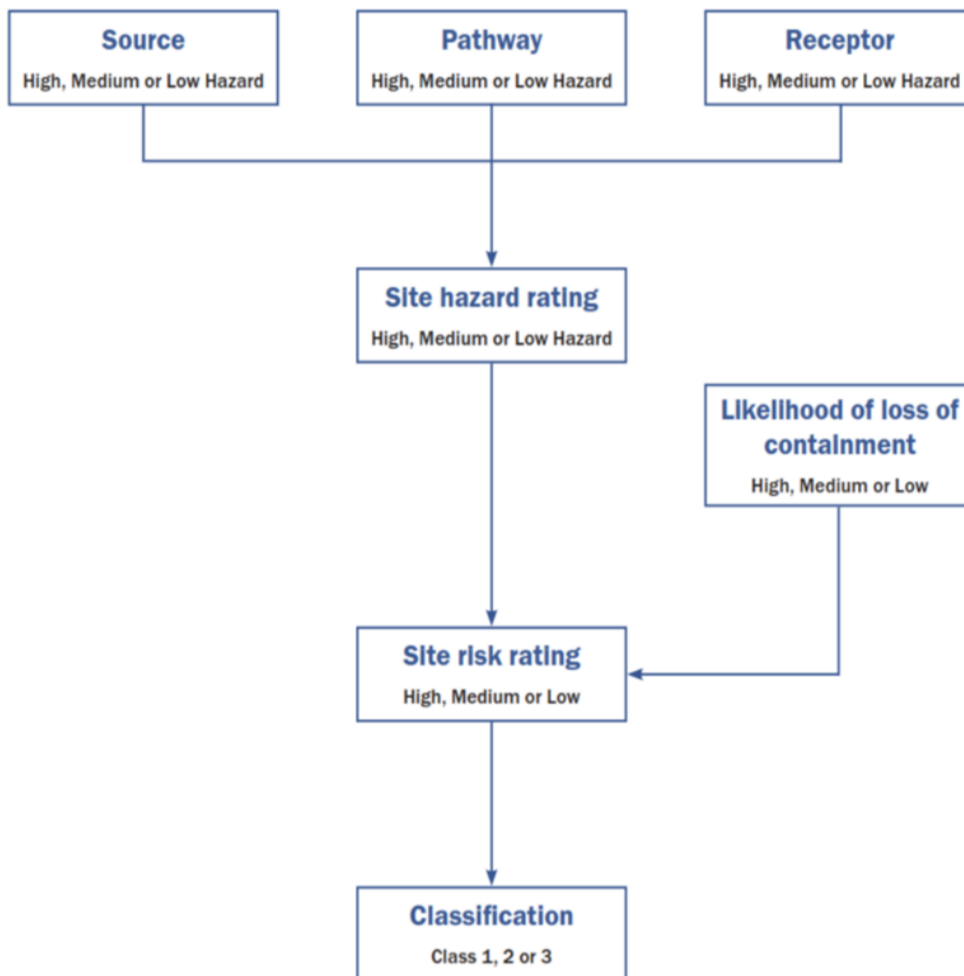 Source
High, Medium or Low Hazard
Pathway
High, Medium or Low Hazard
Receptor
High, Medium or Low Hazard
Site hazard rating
High, Medium or Low Hazard
Likelihood of loss of
containment
High, Medium or Low
Site risk rating
High, Medium or Low
Classification
Class 1, 2 or 3